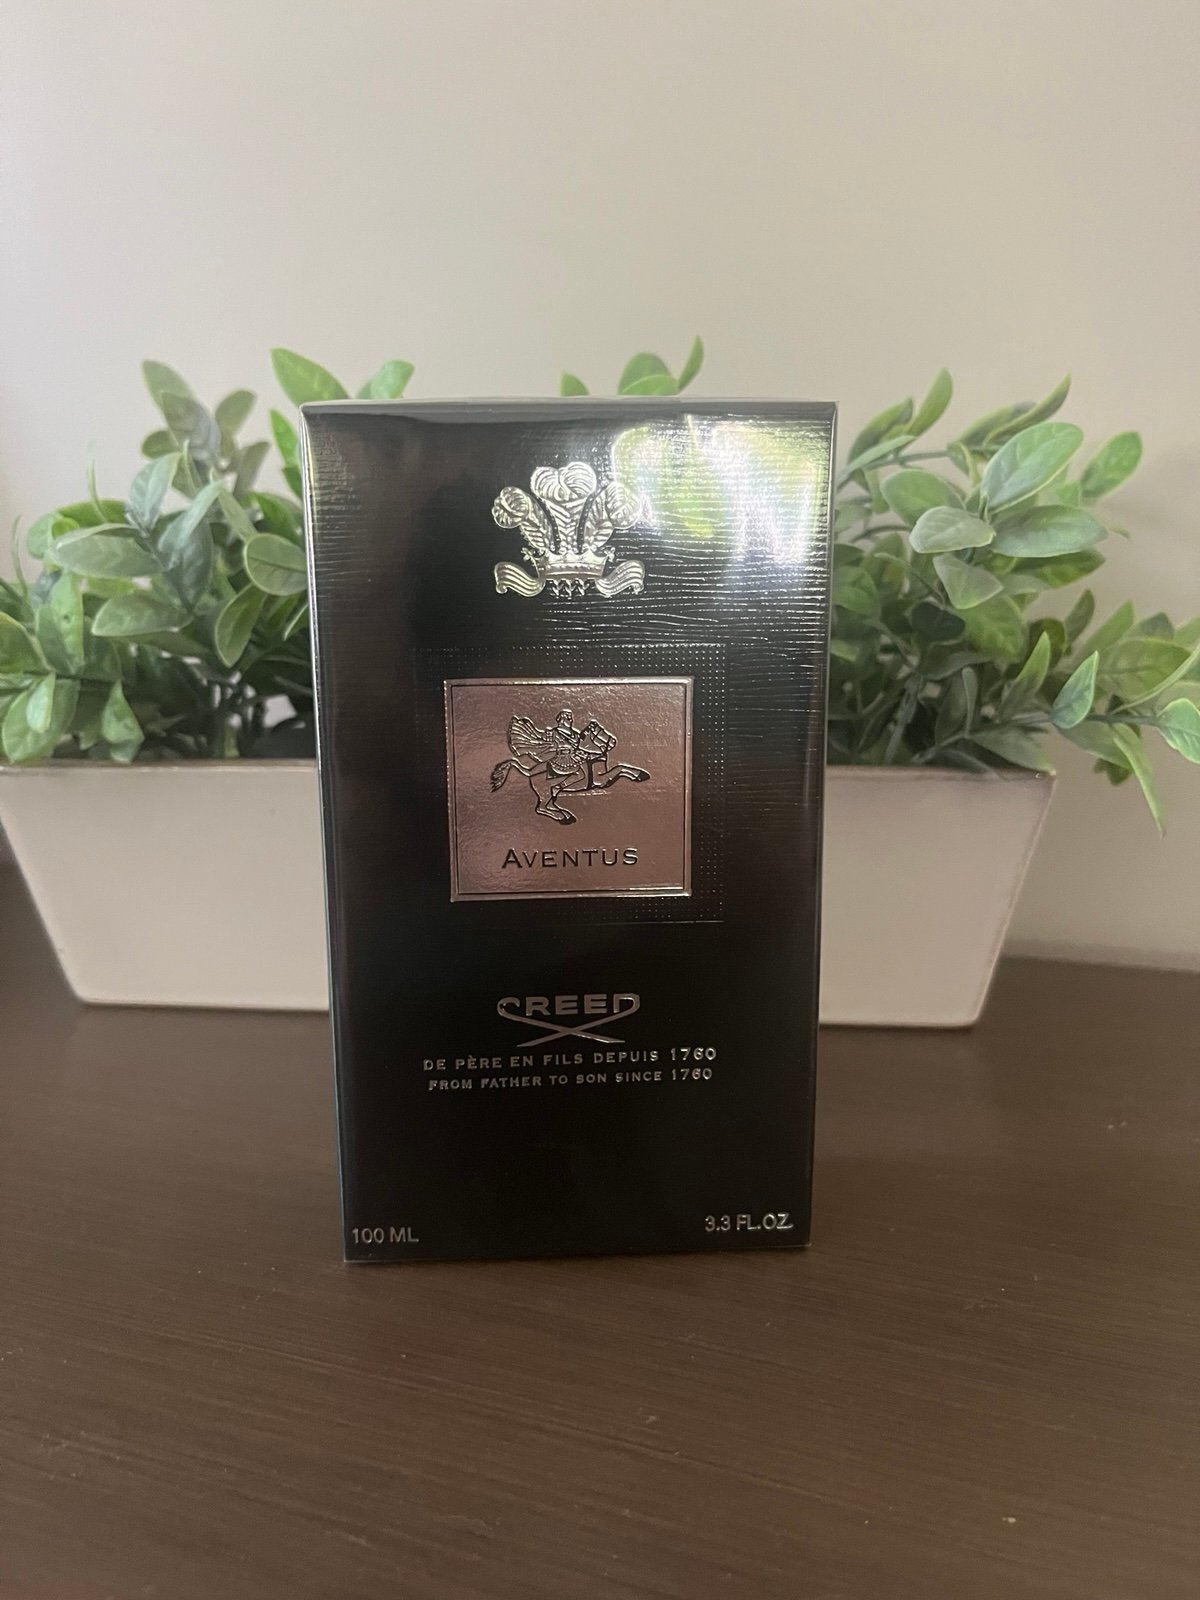 AVENTUS
CREED
DE PÈRE EN FILS DEPUIS 1760
FROM FATHER TO SON SINCE 1760
100 ML
3.3 FL.OZ.